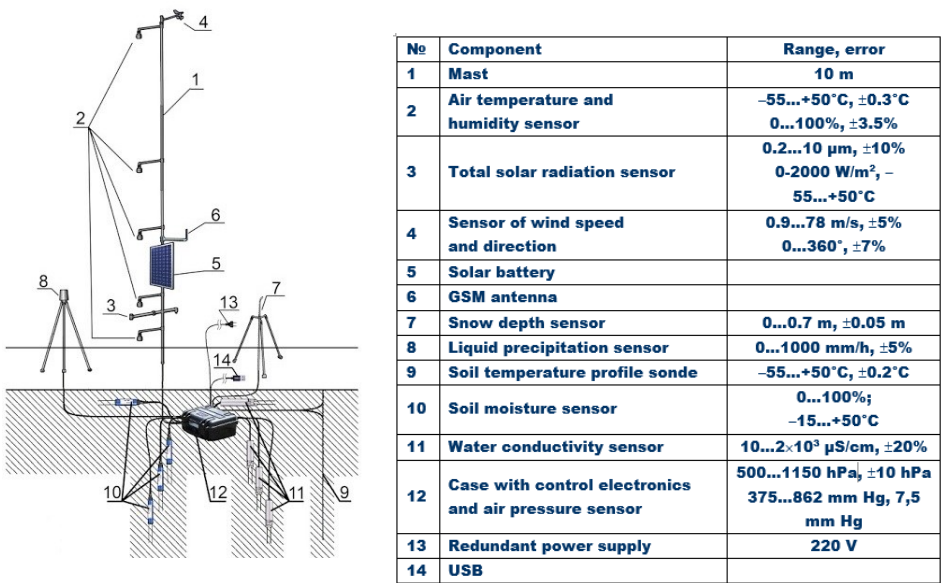 4
1
2
6
5
8
3
13
7
14
10
12
11
9
№ Component Range, error
1 Mast 10 m
2 Air temperature and humidity sensor
–55...+50°C, ±0.3°C
0...100%, ±3.5%
3 Total solar radiation sensor
0.2...10 µm, ±10%
0-2000 W/m², –
55...+50°C
4 Sensor of wind speed
and direction
0.9...78 m/s, ±5%
0...360°, ±7%
5 Solar battery
6 GSM antenna
7 Snow depth sensor 0...0.7 m, ±0.05 m
8 Liquid precipitation sensor 0...1000 mm/h, ±5%
9 Soil temperature profile sonde –55...+50°C, ±0.2°C
10 Soil moisture sensor
0...100%;
–15...+50°C
11 Water conductivity sensor 10...2×10³ µS/cm, ±20%
12 Case with control electronics
and air pressure sensor
500...1150 hPa, ±10 hPa
375...862 mm Hg, 7,5
mm Hg
13 Redundant power supply 220 V
14 USB